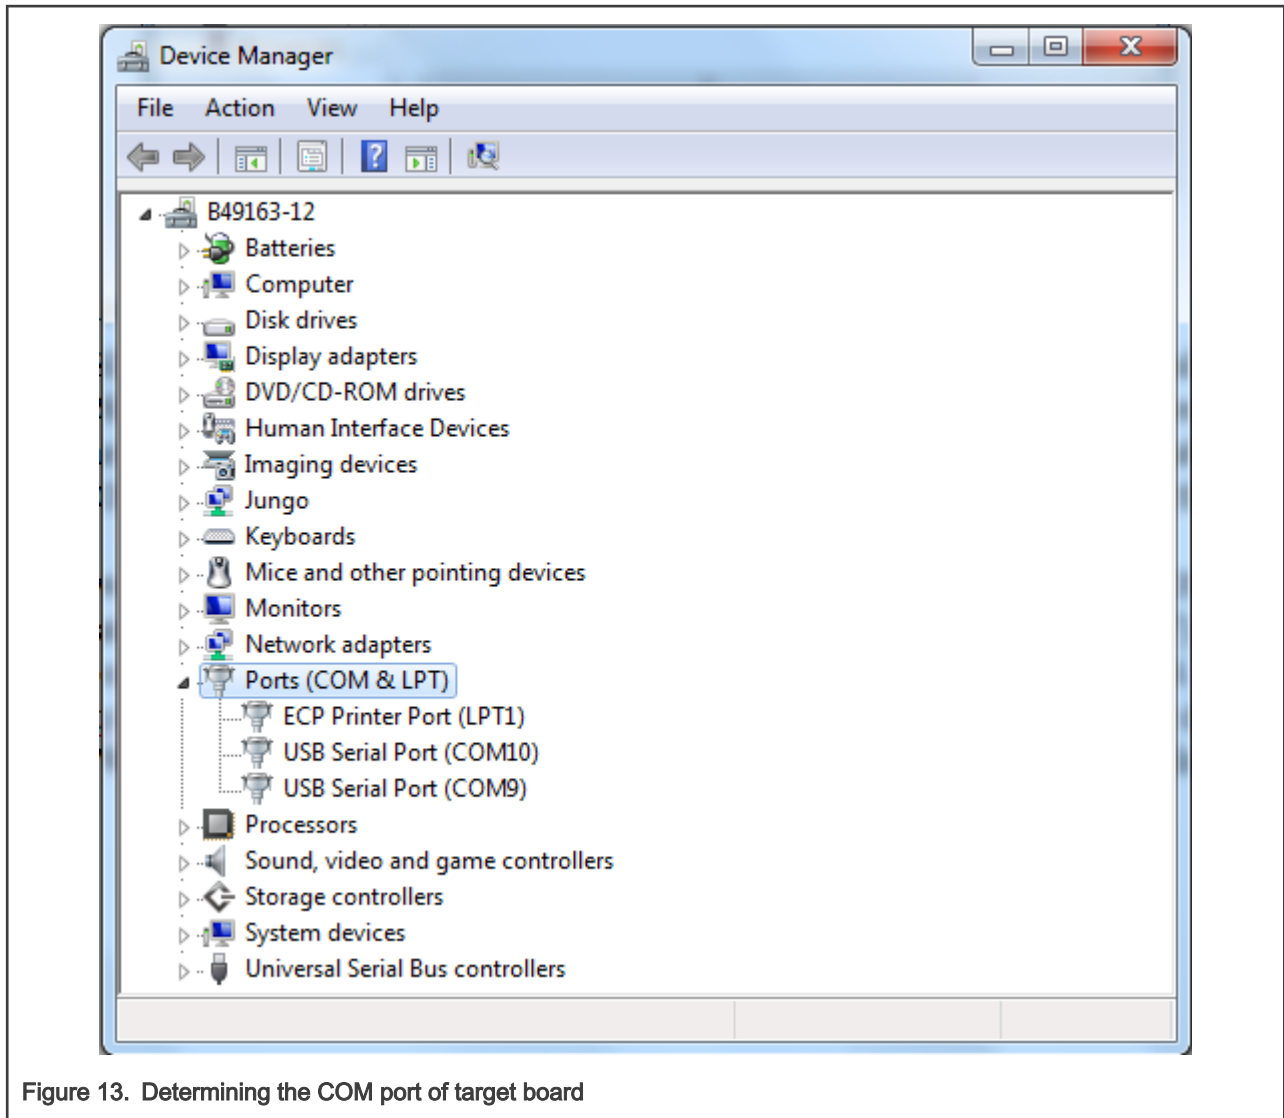 Device Manager
File Action View Help
B49163-12
Batteries
Computer
Disk drives
Display adapters
DVD/CD-ROM drives
Human Interface Devices
Imaging devices
Jungo
Keyboards
Mice and other pointing devices
Monitors
Network adapters
Ports (COM & LPT)
ECP Printer Port (LPT1)
USB Serial Port (COM10)
USB Serial Port (COM9)
Processors
Sound, video and game controllers
Storage controllers
System devices
Universal Serial Bus controllers
Figure 13. Determining the COM port of target board